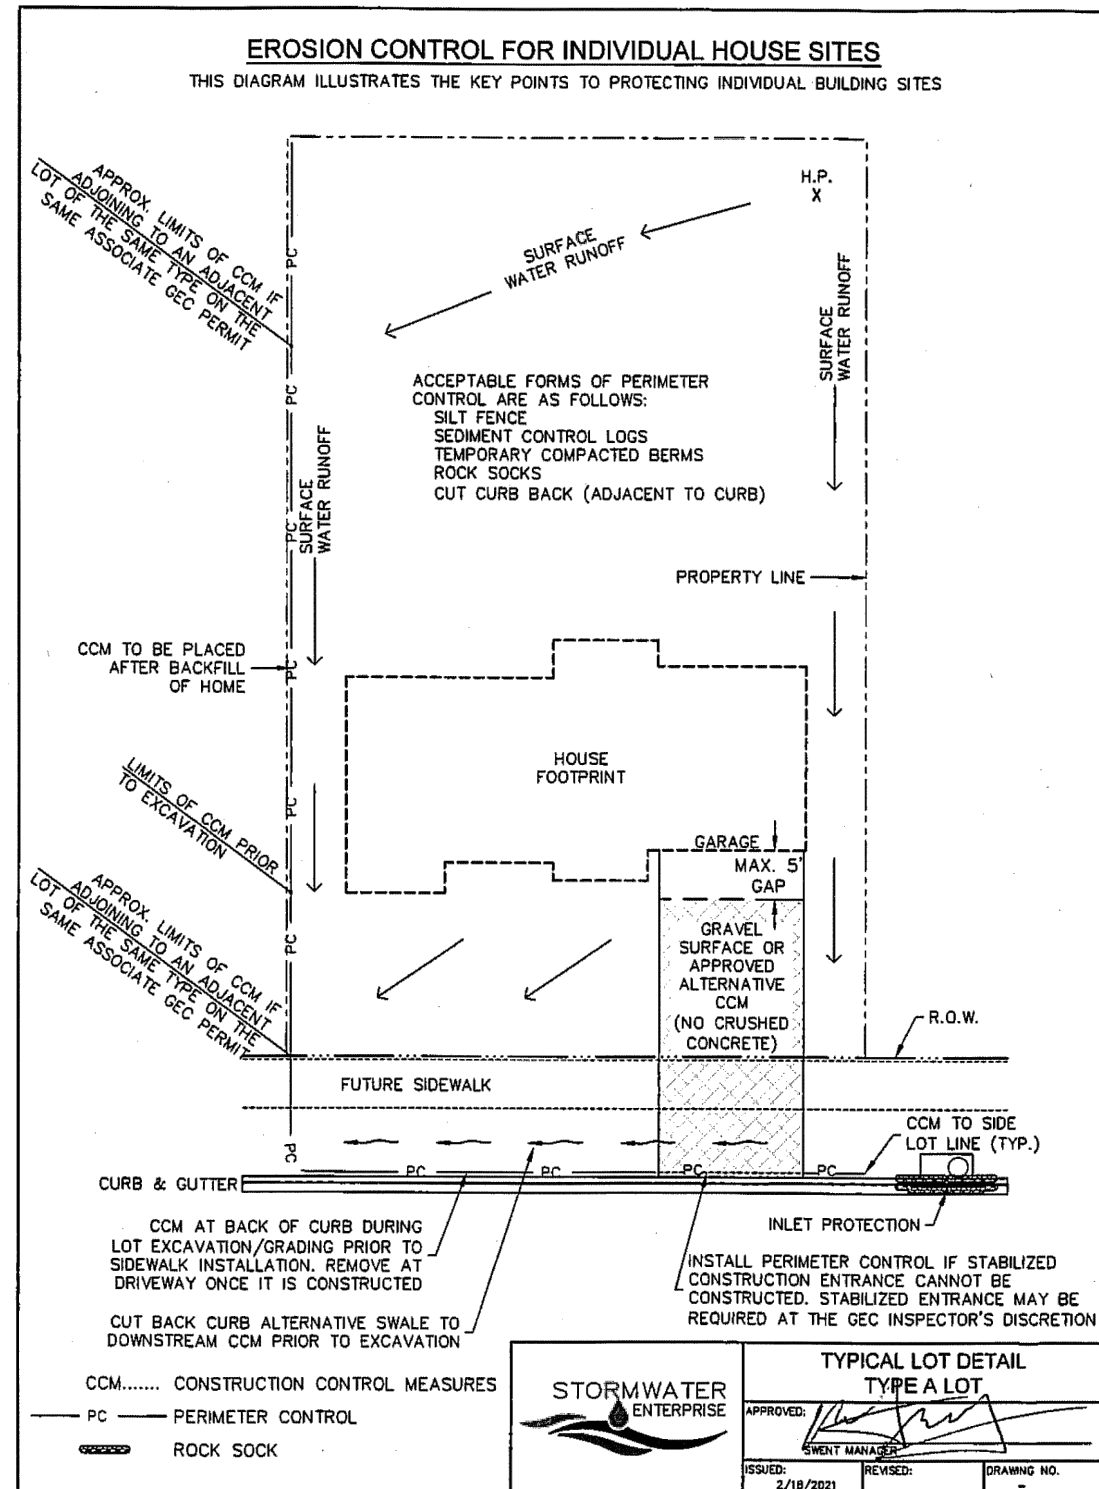 EROSION CONTROL FOR INDIVIDUAL HOUSE SITES
THIS DIAGRAM ILLUSTRATES THE KEY POINTS TO PROTECTING INDIVIDUAL BUILDING SITES
H.P.
X
APPROX. LIMITS OF CCM IF
ADJOINING TO AN ADJACENT
LOT OF THE SAME TYPE ON THE
SAME ASSOCIATE GEC PERMIT
PC
SURFACE
WATER RUNOFF
SURFACE
WATER RUNOFF
PC
ACCEPTABLE FORMS OF PERIMETER
CONTROL ARE AS FOLLOWS:
SILT FENCE
SEDIMENT CONTROL LOGS
TEMPORARY COMPACTED BERMS
ROCK SOCKS
CUT CURB BACK (ADJACENT TO CURB)
PC
SURFACE
WATER RUNOFF
PROPERTY LINE
CCM TO BE PLACED
AFTER BACKFILL
OF HOME
PC
HOUSE
FOOTPRINT
LIMITS OF CCM PRIOR
TO EXCAVATION
PC
GARAGE
MAX. 5'
GAP
APPROX. LIMITS OF CCM IF
ADJOINING TO AN ADJACENT
LOT OF THE SAME TYPE ON THE
SAME ASSOCIATE GEC PERMIT
PC
GRAVEL
SURFACE OR
APPROVED
ALTERNATIVE
CCM
(NO CRUSHED
CONCRETE)
R.O.W.
FUTURE SIDEWALK
CCM TO SIDE
LOT LINE (TYP.)
PC
PC
PC
PC
PC
CURB & GUTTER
INLET PROTECTION
CCM AT BACK OF CURB DURING
LOT EXCAVATION/GRADING PRIOR TO
SIDEWALK INSTALLATION. REMOVE AT
DRIVEWAY ONCE IT IS CONSTRUCTED
INSTALL PERIMETER CONTROL IF STABILIZED
CONSTRUCTION ENTRANCE CANNOT BE
CONSTRUCTED. STABILIZED ENTRANCE MAY BE
REQUIRED AT THE GEC INSPECTOR'S DISCRETION
CUT BACK CURB ALTERNATIVE SWALE TO
DOWNSTREAM CCM PRIOR TO EXCAVATION
CCM....... CONSTRUCTION CONTROL MEASURES
PC PERIMETER CONTROL
ROCK SOCK
STORMWATER
ENTERPRISE
TYPICAL LOT DETAIL
TYPE A LOT
APPROVED:
SWENT MANAGER
ISSUED:
2/18/2021
REVISED:
DRAWING NO.